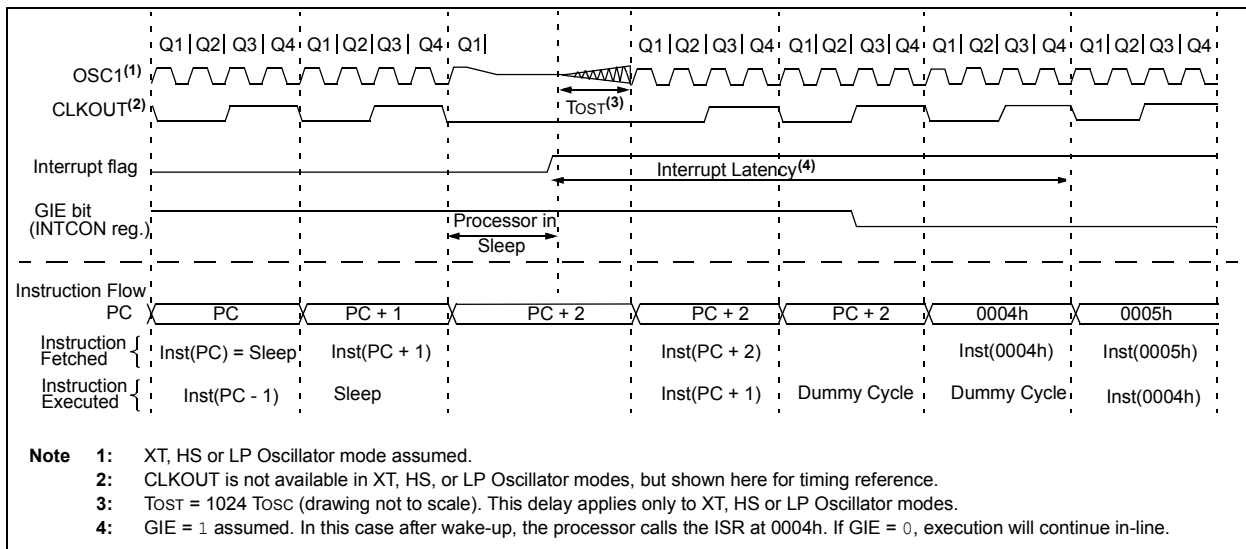 Q1 Q2 Q3 Q4 Q1 Q2 Q3 Q4 Q1 Q1 Q2 Q3 Q4 Q1 Q2 Q3 Q4 Q1 Q2 Q3 Q4 Q1 Q2 Q3 Q4
OSC1(1)
CLKOUT(2)
TOST(3)
Interrupt flag
Interrupt Latency(4)
GIE bit
(INTCON reg.)
Processor in
Sleep
Instruction Flow
PC PC PC + 1 PC + 2 PC + 2 PC + 2 0004h 0005h
Instruction
Fetched { Inst(PC) = Sleep Inst(PC + 1) Inst(PC + 2) Inst(0004h) Inst(0005h)
Instruction
Executed { Inst(PC - 1) Sleep Inst(PC + 1) Dummy Cycle Dummy Cycle Inst(0004h)
Note 1: XT, HS or LP Oscillator mode assumed.
2: CLKOUT is not available in XT, HS, or LP Oscillator modes, but shown here for timing reference.
3: TOST = 1024 TOSC (drawing not to scale). This delay applies only to XT, HS or LP Oscillator modes.
4: GIE = 1 assumed. In this case after wake-up, the processor calls the ISR at 0004h. If GIE = 0, execution will continue in-line.